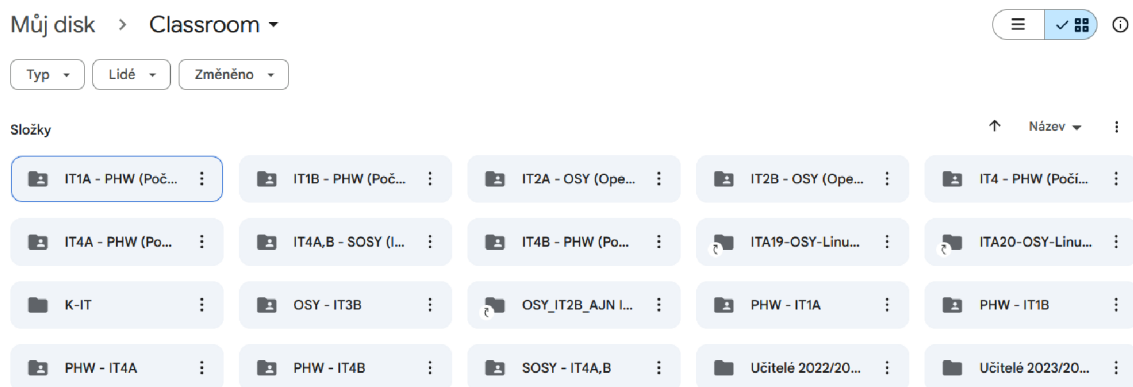 Můj disk > Classroom
Typ Lidé Změněno
Složky Název
IT1A - PHW (Poč... IT1B - PHW (Poč... IT2A - OSY (Ope... IT2B - OSY (Ope... IT4 - PHW (Počí...
IT4A - PHW (Po... IT4A,B - SOSY (I... IT4B - PHW (Po... ITA19-OSY-Linu... ITA20-OSY-Linu...
K-IT OSY - IT3B OSY_IT2B_AJN I... PHW - IT1A PHW - IT1B
PHW - IT4A PHW - IT4B SOSY - IT4A,B Učitelé 2022/20... Učitelé 2023/20...